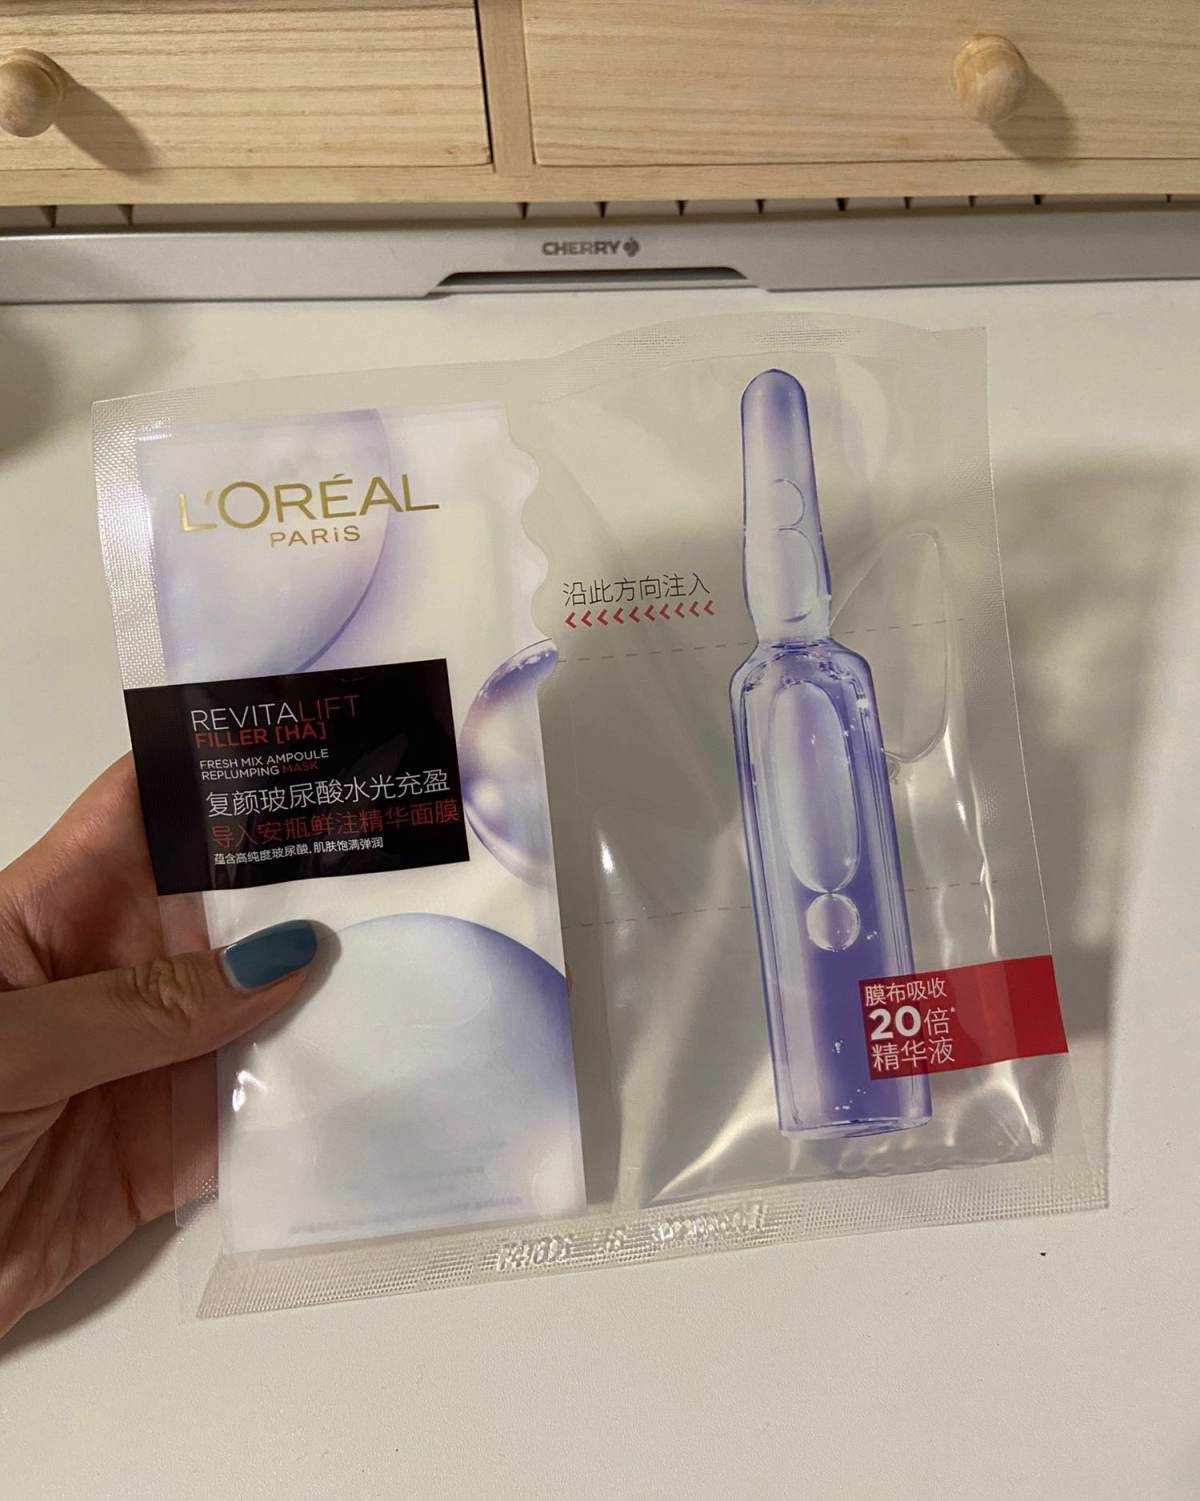 CHERRY
L'ORÉAL
PARiS
沿此方向注入
<<<<<<<<<<
REVITALIFT
FILLER [HA]
FRESH MIX AMPOULE
REPLUMPING MASK
复颜玻尿酸水光充盈
导入安瓶鲜注精华面膜
蕴含高纯度玻尿酸,肌肤饱满弹润
膜布吸收
20倍*
精华液